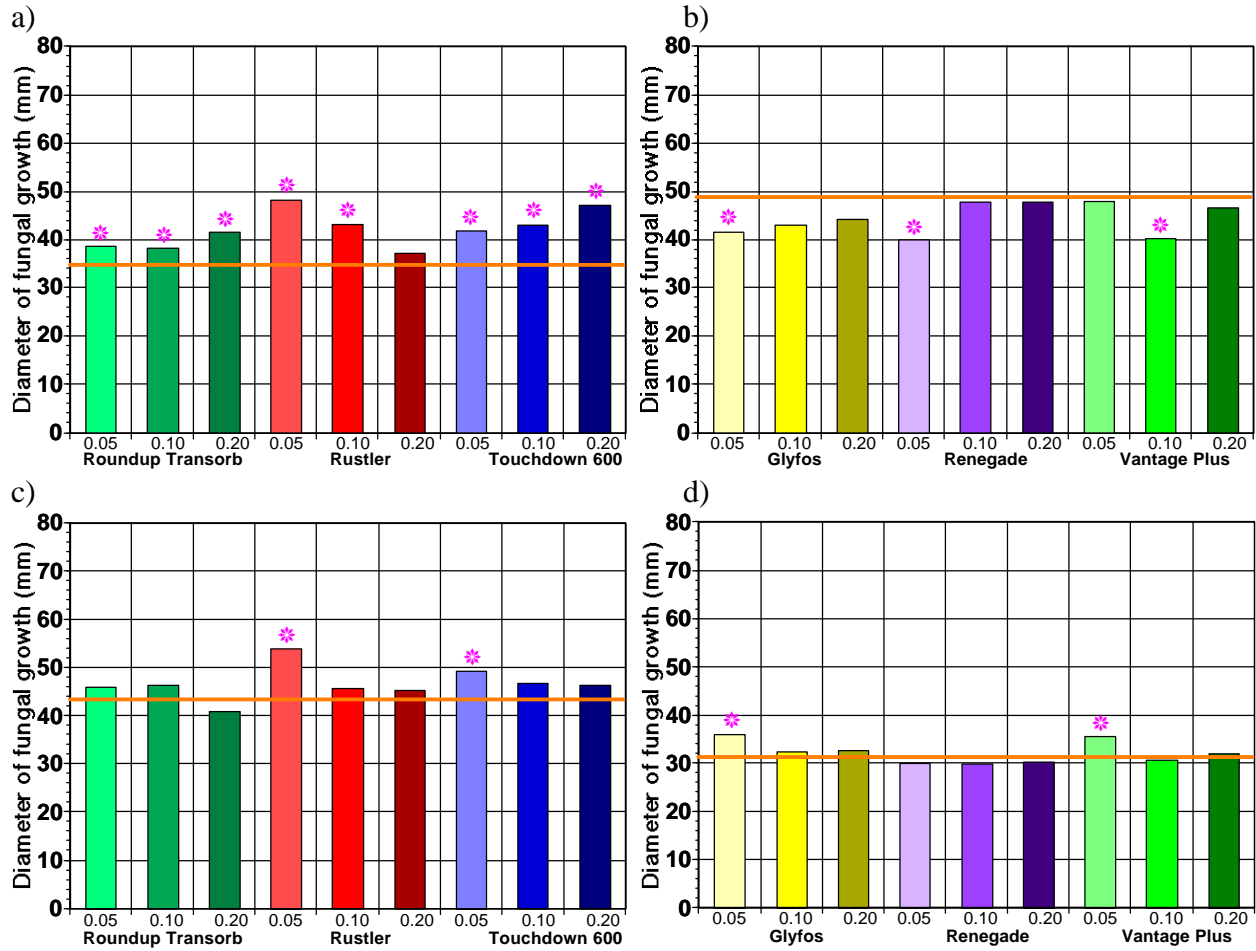 a)
Diameter of fungal growth (mm)
80
70
60
50
40
30
20
10
0
0.05 0.10 0.20 0.05 0.10 0.20 0.05 0.10 0.20
Roundup Transorb Rustler Touchdown 600
b)
Diameter of fungal growth (mm)
80
70
60
50
40
30
20
10
0
0.05 0.10 0.20 0.05 0.10 0.20 0.05 0.10 0.20
Glyfos Renegade Vantage Plus
c)
Diameter of fungal growth (mm)
80
70
60
50
40
30
20
10
0
0.05 0.10 0.20 0.05 0.10 0.20 0.05 0.10 0.20
Roundup Transorb Rustler Touchdown 600
d)
Diameter of fungal growth (mm)
80
70
60
50
40
30
20
10
0
0.05 0.10 0.20 0.05 0.10 0.20 0.05 0.10 0.20
Glyfos Renegade Vantage Plus